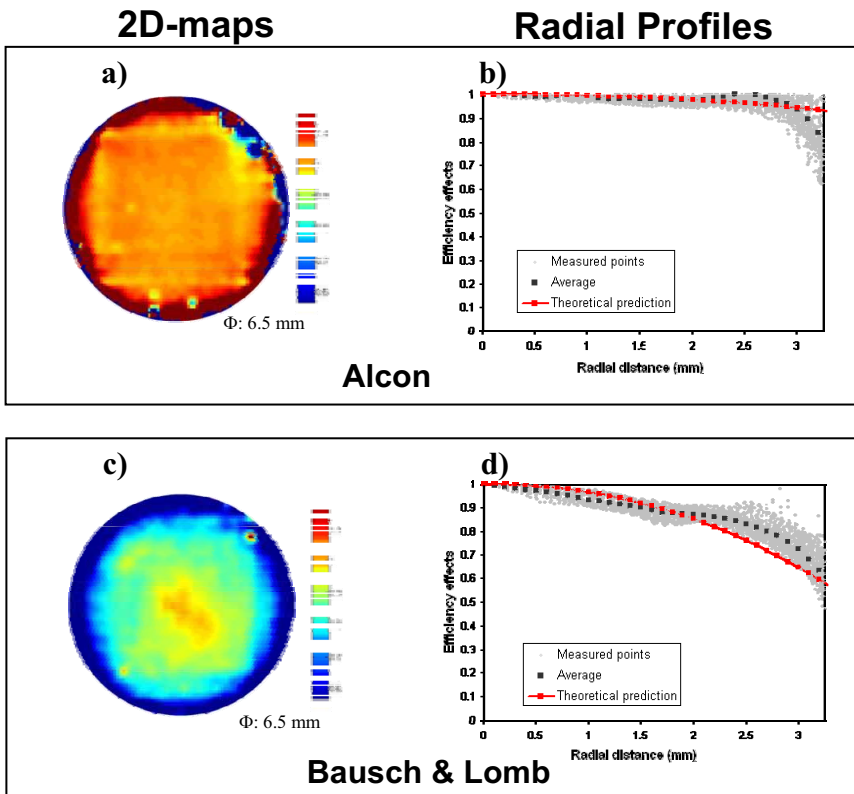 2D-maps
Radial Profiles
a)
b)
1
0.9
0.8
0.7
0.6
0.5
0.4
0.3
0.2
0.1
0
Efficiency effects
Measured points
Average
Theoretical prediction
0 0.5 1 1.5 2 2.5 3
Radial distance (mm)
Φ: 6.5 mm
Alcon
c)
d)
1
0.9
0.8
0.7
0.6
0.5
0.4
0.3
0.2
0.1
0
Efficiency effects
Measured points
Average
Theoretical prediction
0 0.5 1 1.5 2 2.5 3
Radial distance (mm)
Φ: 6.5 mm
Bausch & Lomb